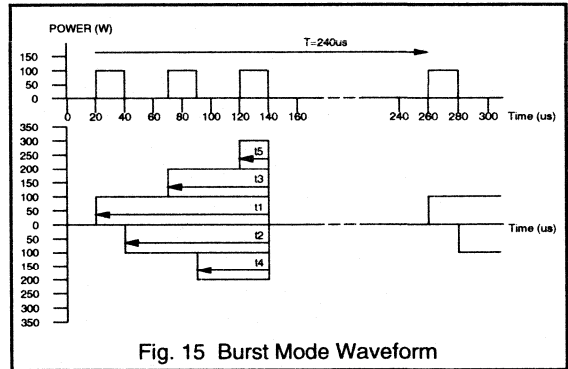 POWER (W)
T=240us
150
100
50
0
0 20 40 60 80 100 120 140 160 240 260 280 300 Time (us)
350
300
250
200
150
100
50
0
50
100
150
200
250
300
350
t5
t3
t1
t2
t4
Time (us)
Fig. 15 Burst Mode Waveform